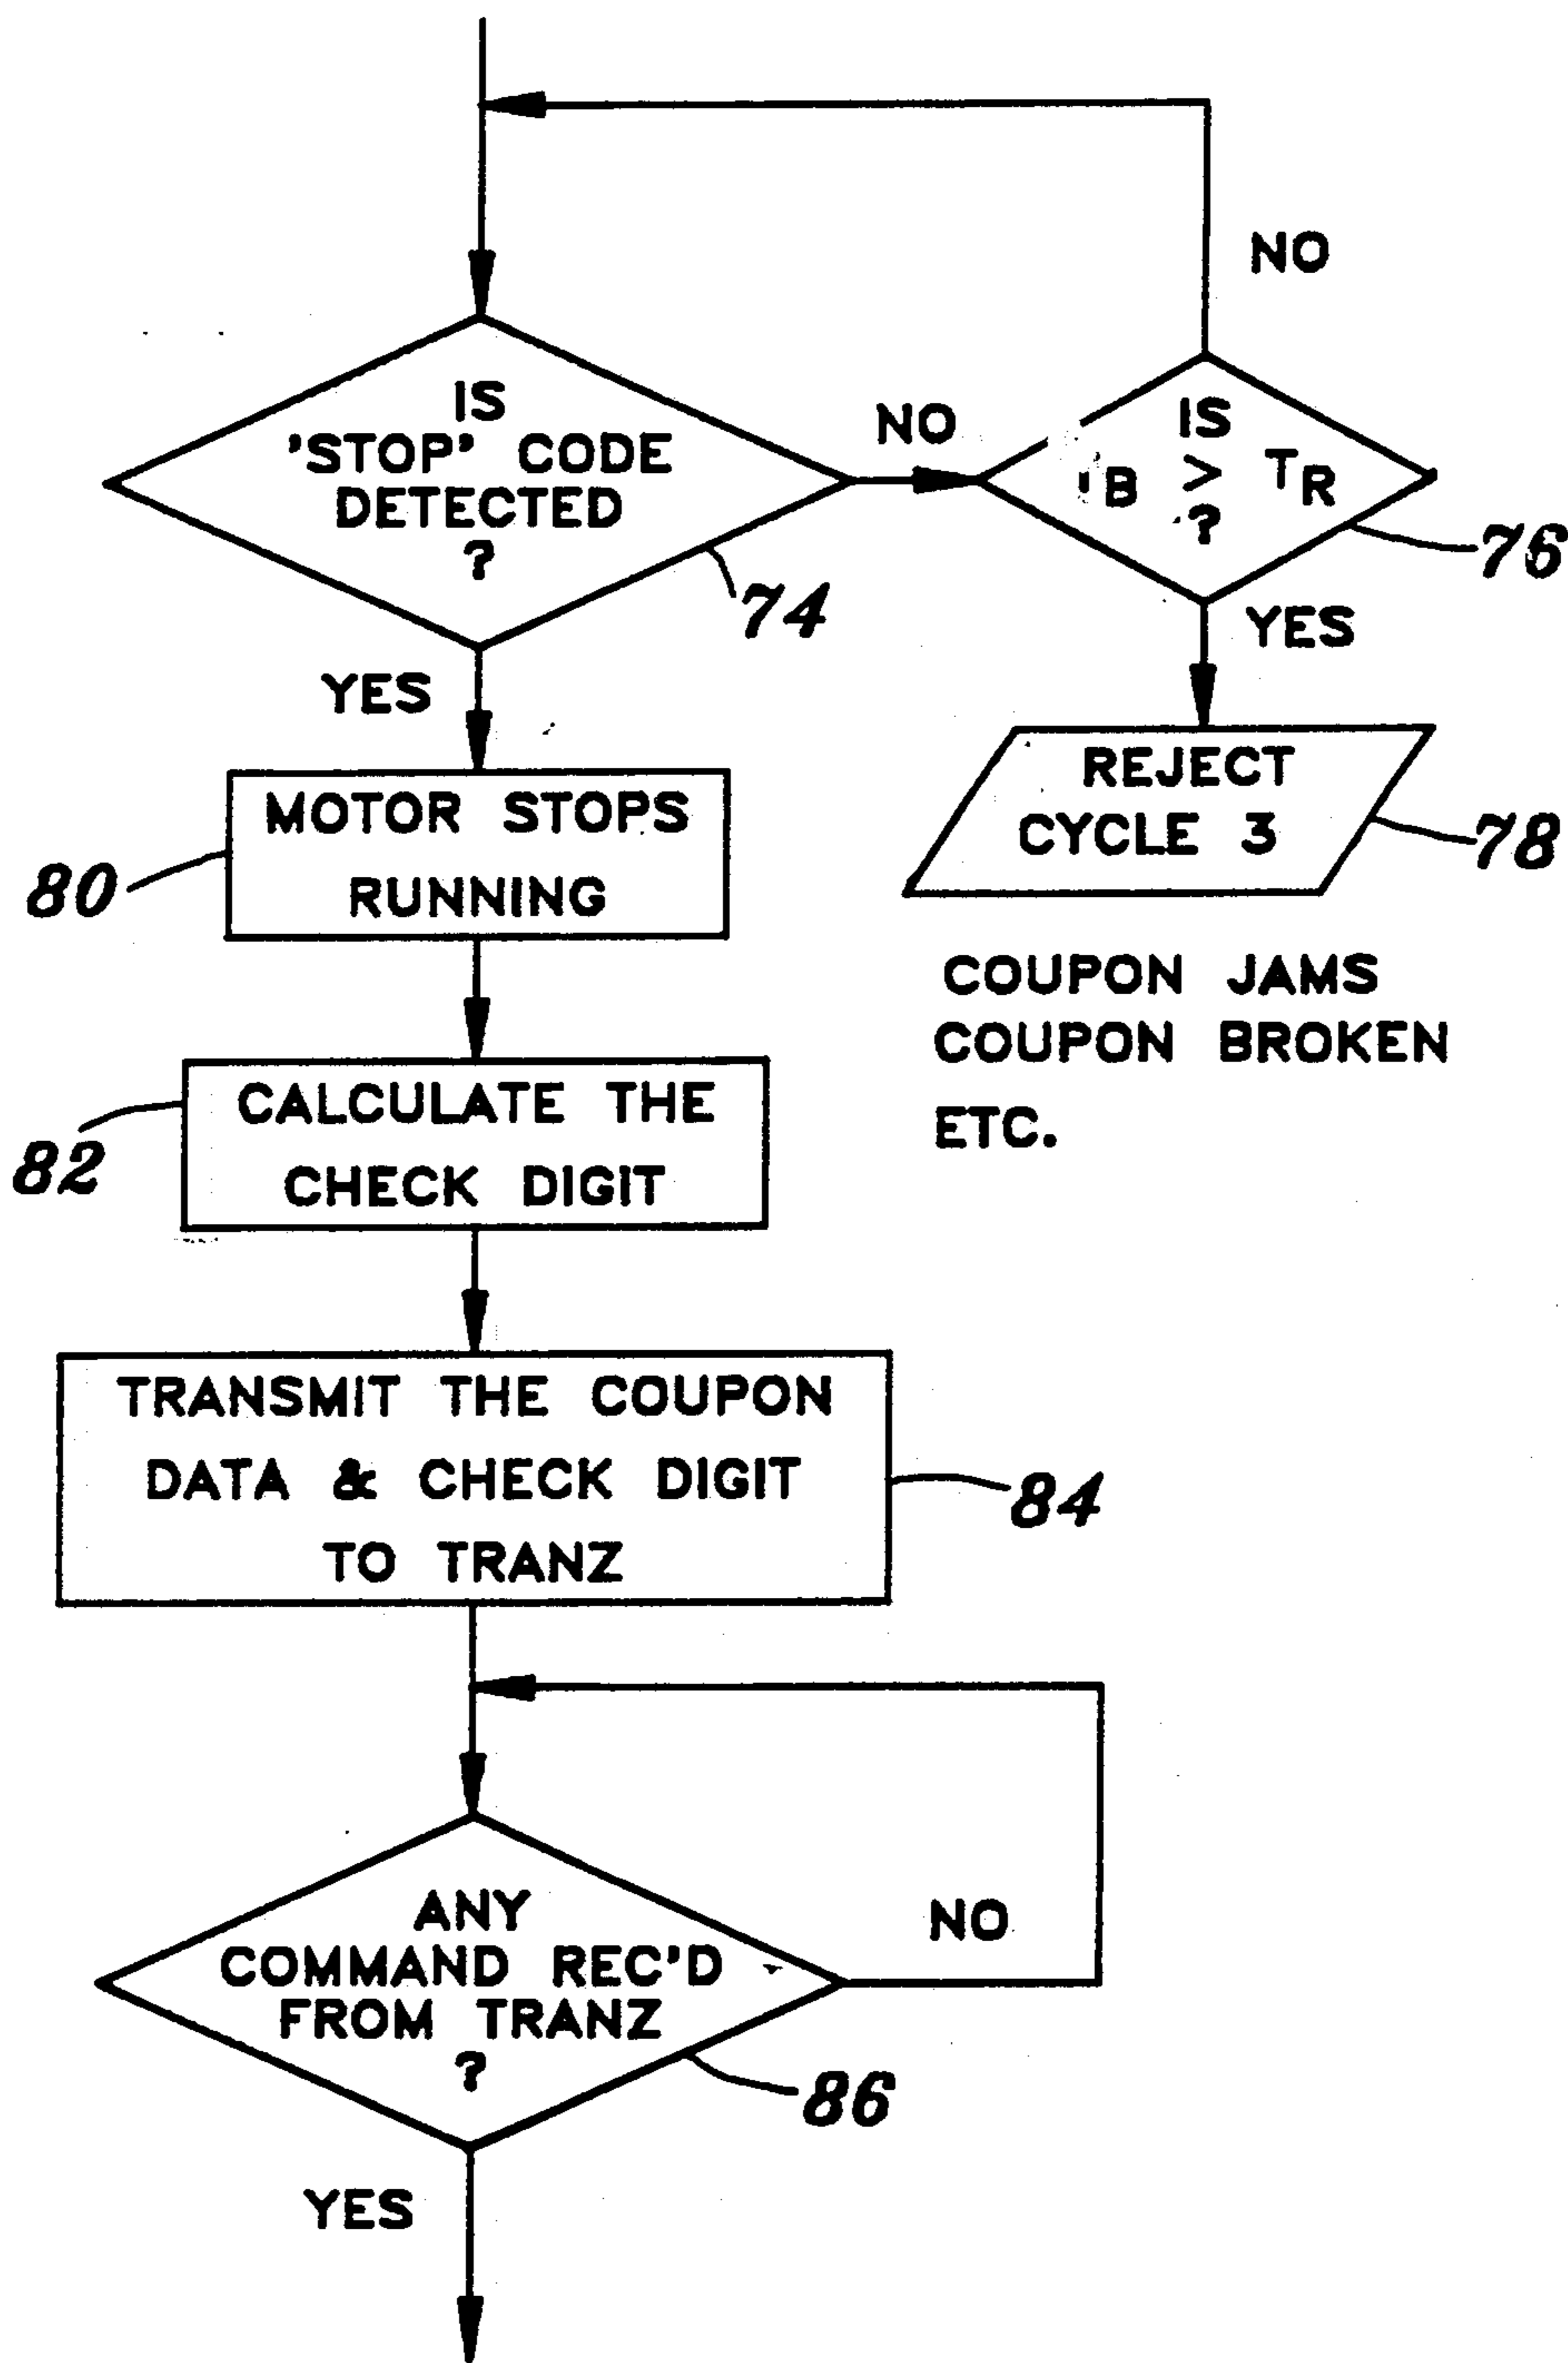 NO
IS
'STOP' CODE
DETECTED
?
74
NO
IS
B > TR
?
76
YES
YES
REJECT
CYCLE 3
78
MOTOR STOPS
RUNNING
80
COUPON JAMS
COUPON BROKEN
ETC.
CALCULATE THE
CHECK DIGIT
82
TRANSMIT THE COUPON
DATA & CHECK DIGIT
TO TRANZ
84
ANY
COMMAND REC'D
FROM TRANZ
?
NO
86
YES